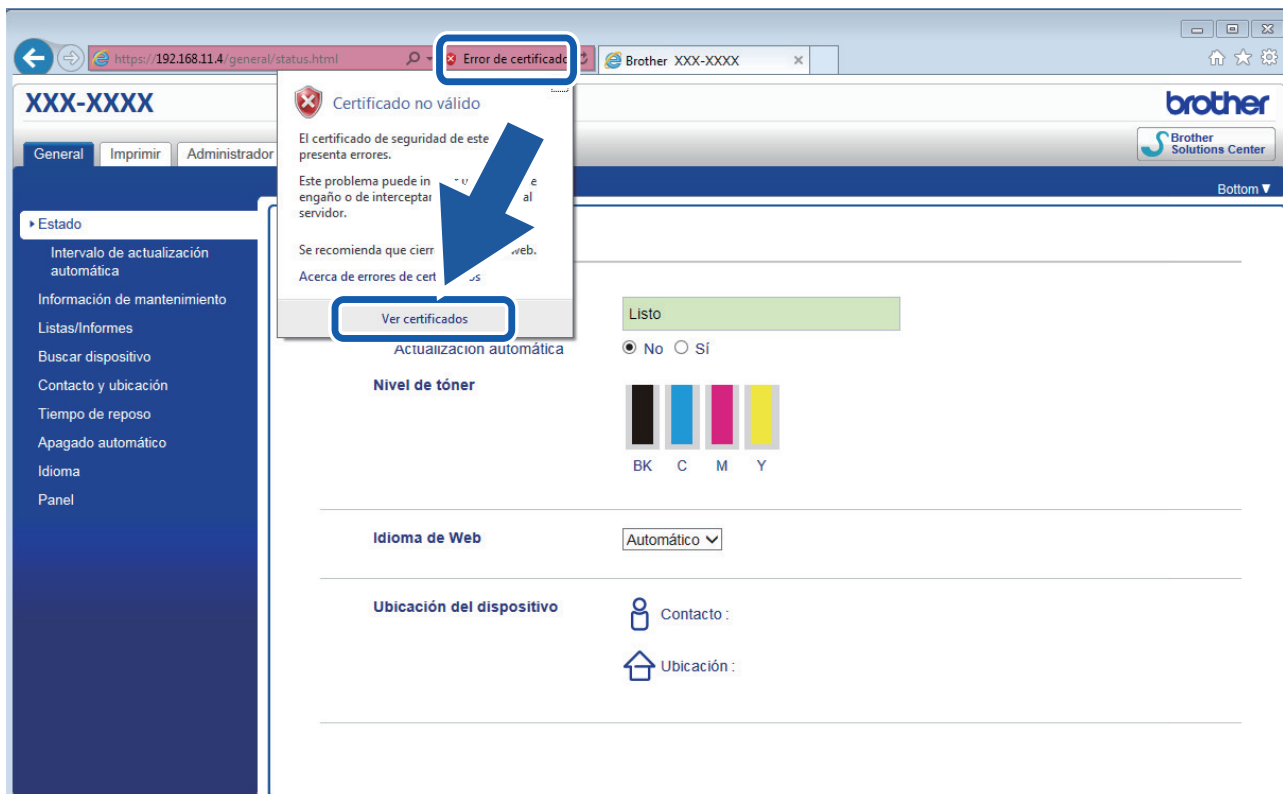 https://192.168.11.4/general/status.html
Error de certificado
Brother XXX-XXXX
XXX-XXXX
brother
General
Imprimir
Administrador
Brother
Solutions Center
Bottom▼
Certificado no válido
El certificado de seguridad de este
presenta errores.
Este problema puede
engaño o de interceptar al
servidor.
Se recomienda que web.
Acerca de errores de
Ver certificados
Estado
Intervalo de actualización
automática
Información de mantenimiento
Listas/Informes
Buscar dispositivo
Contacto y ubicación
Tiempo de reposo
Apagado automático
Idioma
Panel
Listo
Actualización automática
No Sí
Nivel de tóner
BK C M Y
Idioma de Web
Automático
Ubicación del dispositivo
Contacto :
Ubicación :